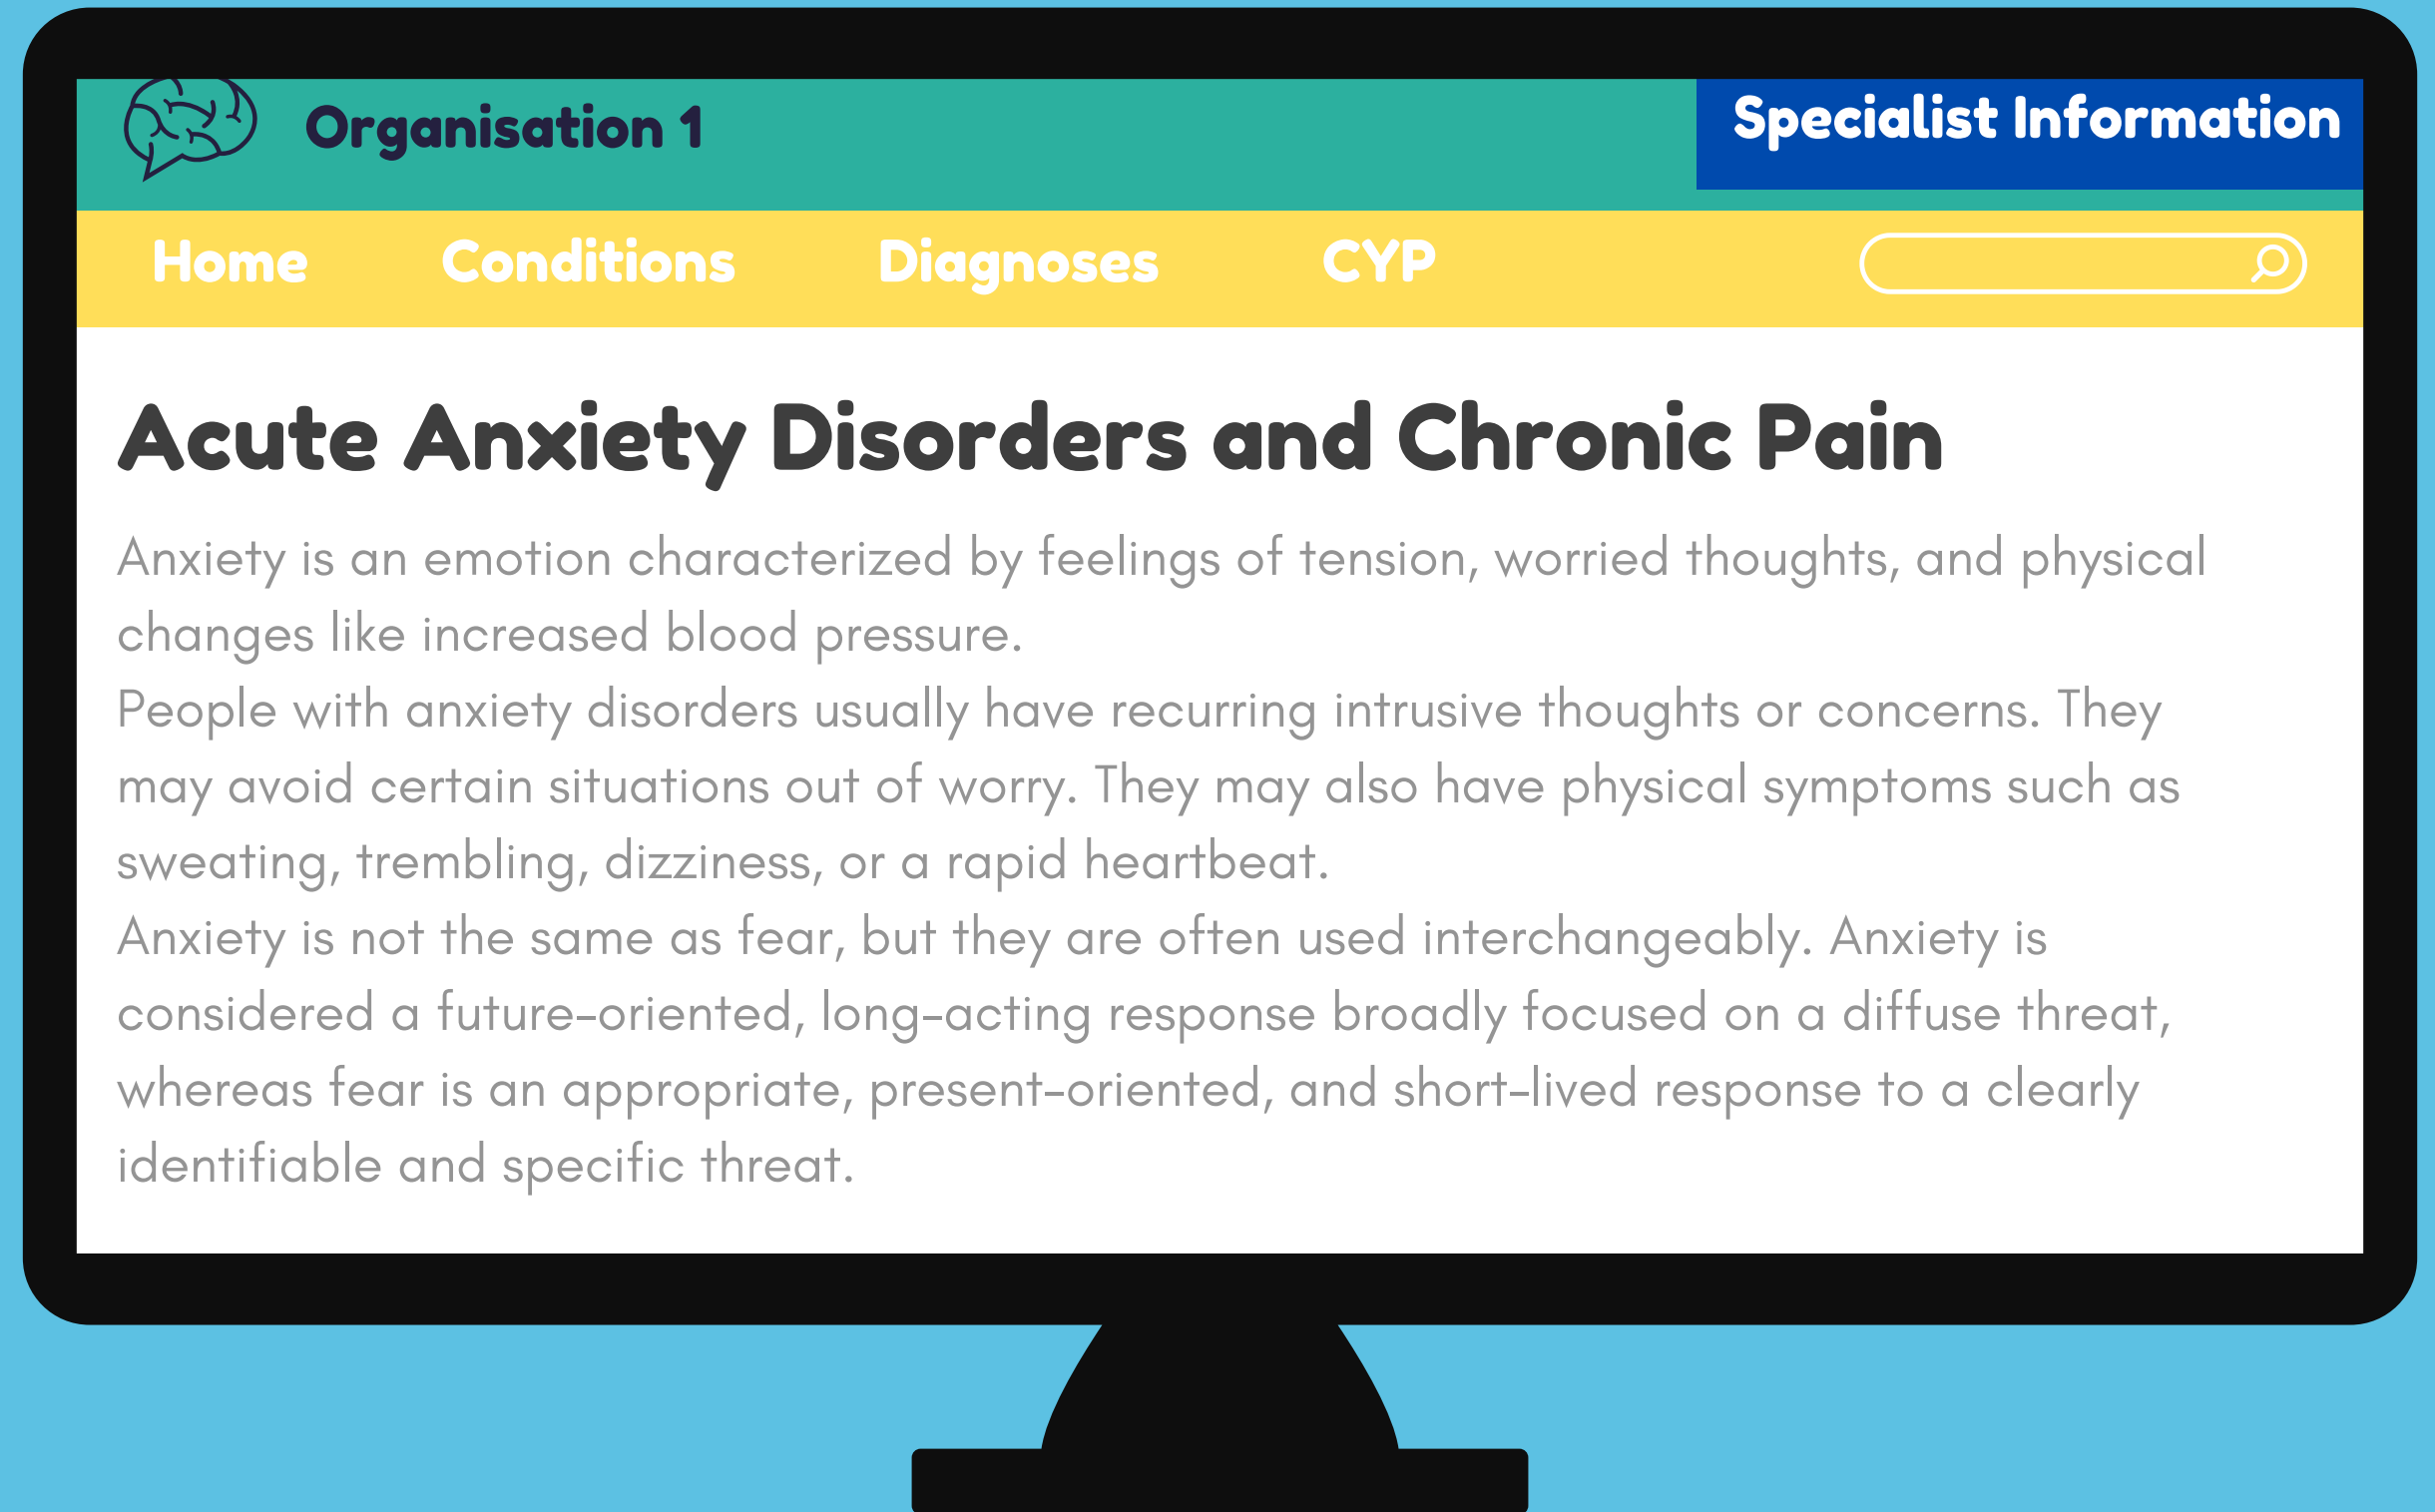 Organisation 1
Specialist Information
Home Conditions Diagnoses CYP
Acute Anxiety Disorders and Chronic Pain
Anxiety is an emotion characterized by feelings of tension, worried thoughts, and physical
changes like increased blood pressure.
People with anxiety disorders usually have recurring intrusive thoughts or concerns. They
may avoid certain situations out of worry. They may also have physical symptoms such as
sweating, trembling, dizziness, or a rapid heartbeat.
Anxiety is not the same as fear, but they are often used interchangeably. Anxiety is
considered a future-oriented, long-acting response broadly focused on a diffuse threat,
whereas fear is an appropriate, present-oriented, and short-lived response to a clearly
identifiable and specific threat.